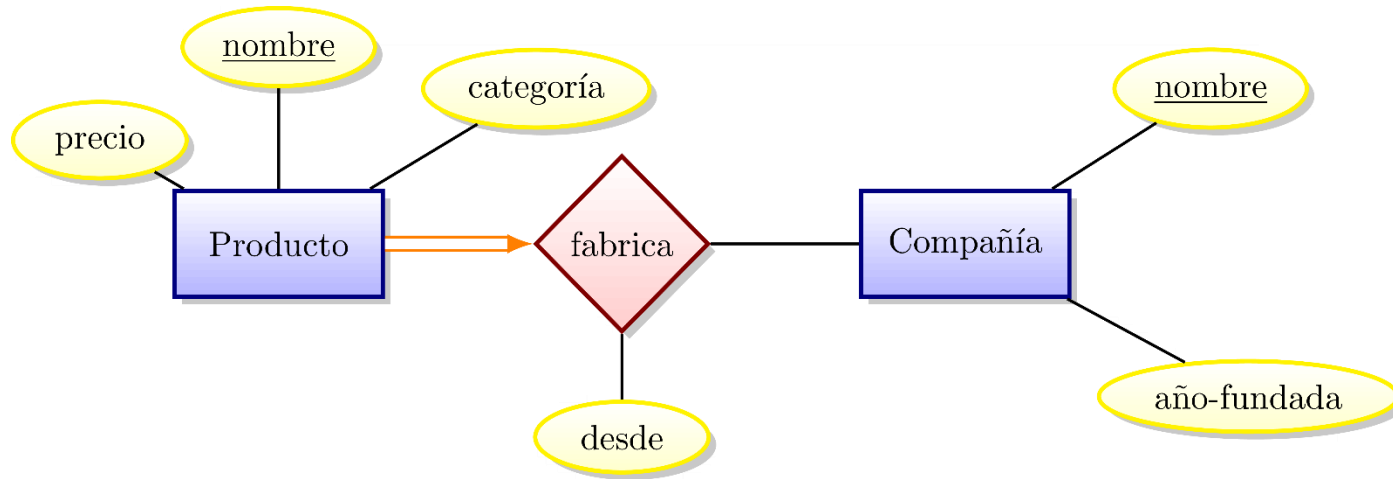 nombre
categoría
nombre
precio
Producto
fabrica
Compañía
año-fundada
desde